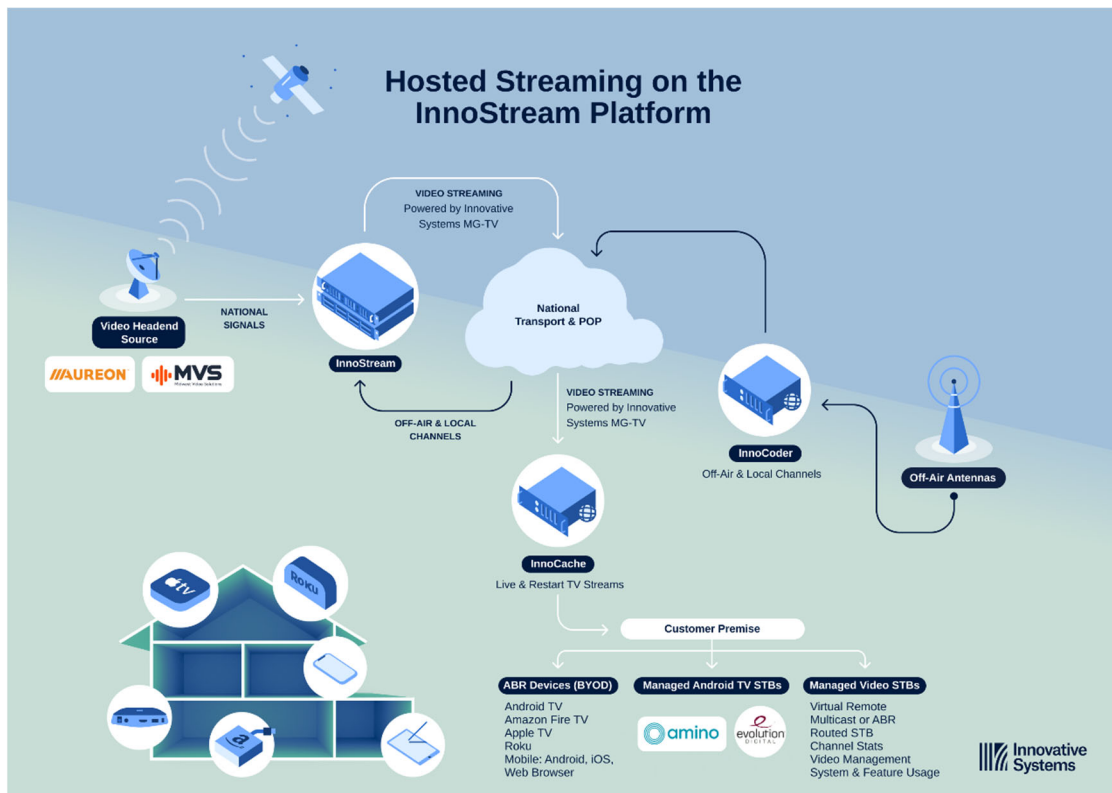 Hosted Streaming on the
InnoStream Platform
VIDEO STREAMING
Powered by Innovative
Systems MG-TV
National
Transport & POP
NATIONAL
SIGNALS
Video Headend
Source
AUREON
MVS
InnoStream
OFF-AIR & LOCAL
CHANNELS
VIDEO STREAMING
Powered by Innovative
Systems MG-TV
InnoCoder
Off-Air & Local Channels
Off-Air Antennas
InnoCache
Live & Restart TV Streams
Customer Premise
ABR Devices (BYOD)
Android TV
Amazon Fire TV
Apple TV
Roku
Mobile: Android, iOS,
Web Browser
Managed Android TV STBs
amino
evolution
DIGITAL
Managed Video STBs
Virtual Remote
Multicast or ABR
Routed STB
Channel Stats
Video Management
System & Feature Usage
tv
Roku
a
Innovative
Systems